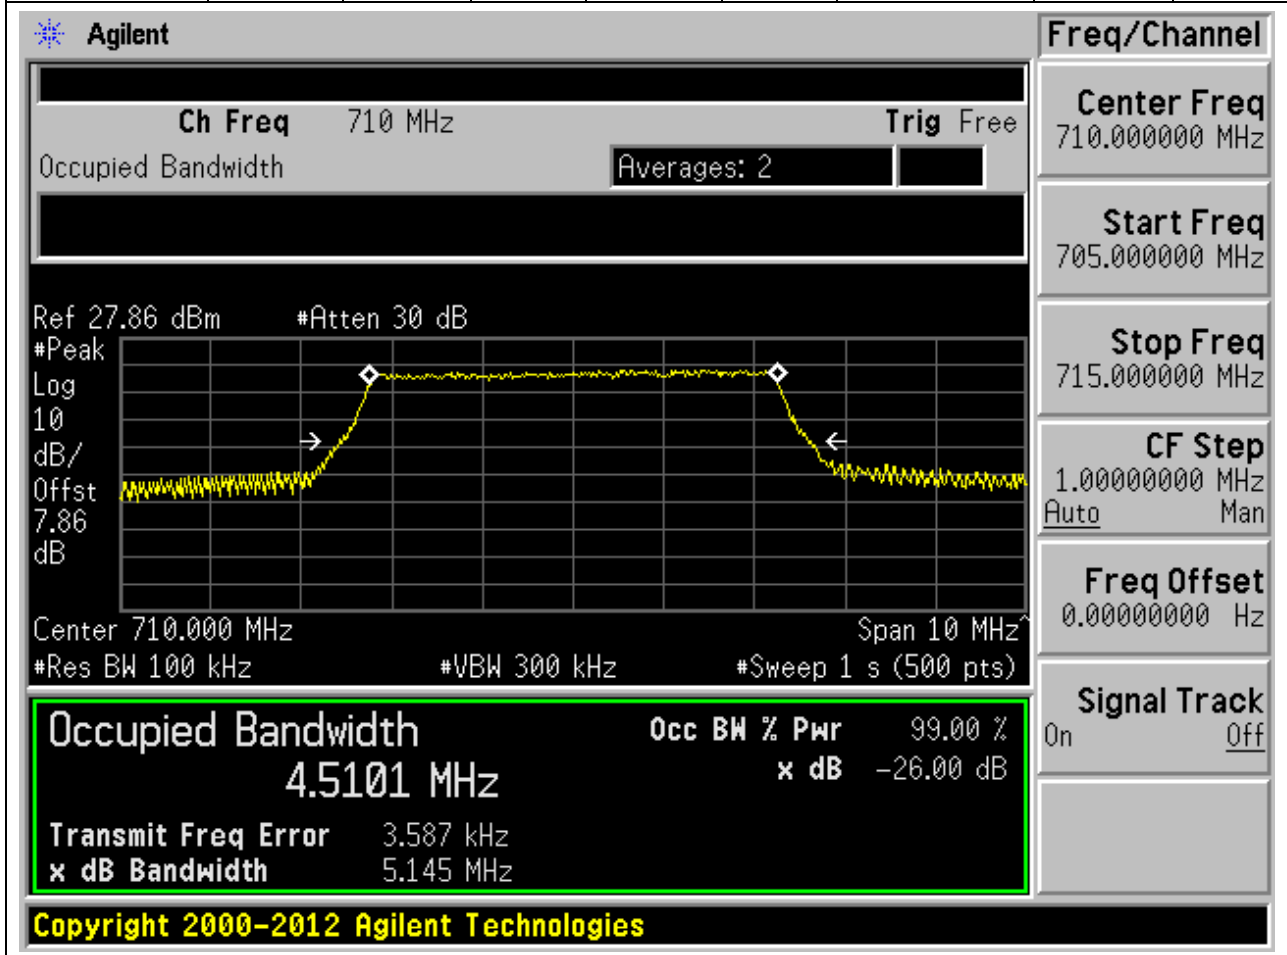 Agilent
Freq/Channel
Ch Freq 710 MHz Trig Free
Occupied Bandwidth Averages: 2
Center Freq
710.000000 MHz
Start Freq
705.000000 MHz
Stop Freq
715.000000 MHz
CF Step
1.00000000 MHz
Auto Man
Freq Offset
0.00000000 Hz
Signal Track
On Off
Ref 27.86 dBm #Atten 30 dB
#Peak
Log
10
dB/
Offst
7.86
dB
Center 710.000 MHz Span 10 MHz^
#Res BW 100 kHz #VBW 300 kHz #Sweep 1 s (500 pts)
Occupied Bandwidth Occ BW % Pwr 99.00 %
4.5101 MHz x dB -26.00 dB
Transmit Freq Error 3.587 kHz
x dB Bandwidth 5.145 MHz
Copyright 2000-2012 Agilent Technologies